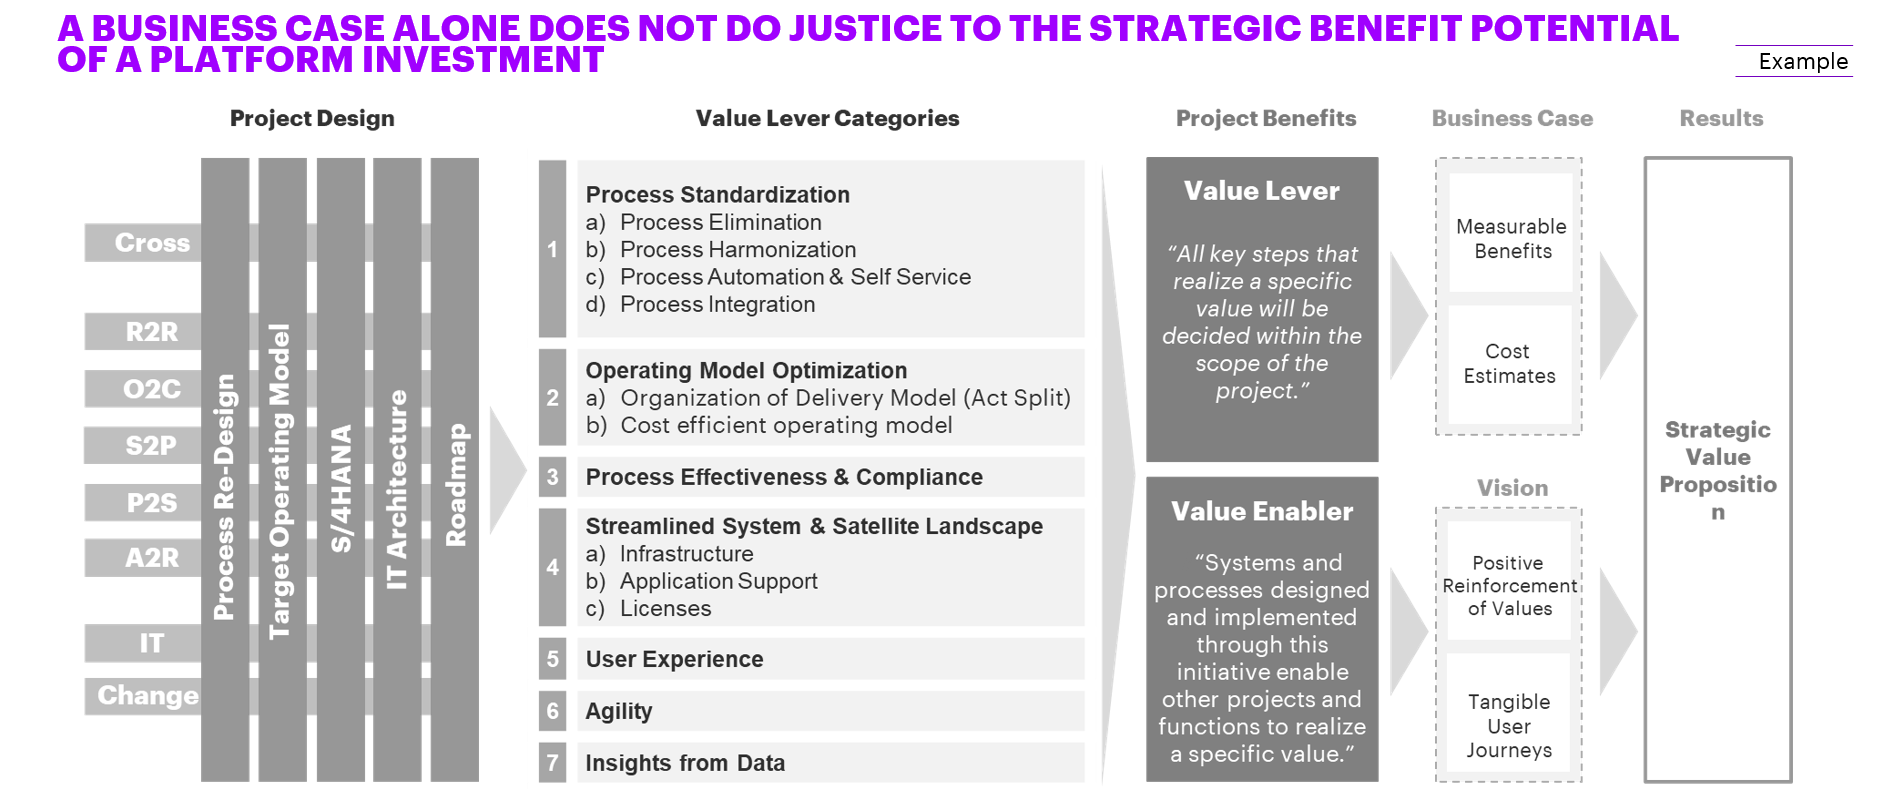 A BUSINESS CASE ALONE DOES NOT DO JUSTICE TO THE STRATEGIC BENEFIT POTENTIAL
OF A PLATFORM INVESTMENT
Example
Project Design
Value Lever Categories
Project Benefits
Business Case
Results
Cross
R2R
O2C
S2P
P2S
A2R
IT
Change
Process Re-Design
Target Operating Model
S/4HANA
IT Architecture
Roadmap
1
Process Standardization
a) Process Elimination
b) Process Harmonization
c) Process Automation & Self Service
d) Process Integration
2
Operating Model Optimization
a) Organization of Delivery Model (Act Split)
b) Cost efficient operating model
3
Process Effectiveness & Compliance
4
Streamlined System & Satellite Landscape
a) Infrastructure
b) Application Support
c) Licenses
5
User Experience
6
Agility
7
Insights from Data
Value Lever
“All key steps that
realize a specific
value will be
decided within the
scope of the
project.”
Value Enabler
“Systems and
processes designed
and implemented
through this
initiative enable
other projects and
functions to realize
a specific value.”
Measurable
Benefits
Cost
Estimates
Vision
Positive
Reinforcement
of Values
Tangible
User
Journeys
Strategic
Value
Propositio
n